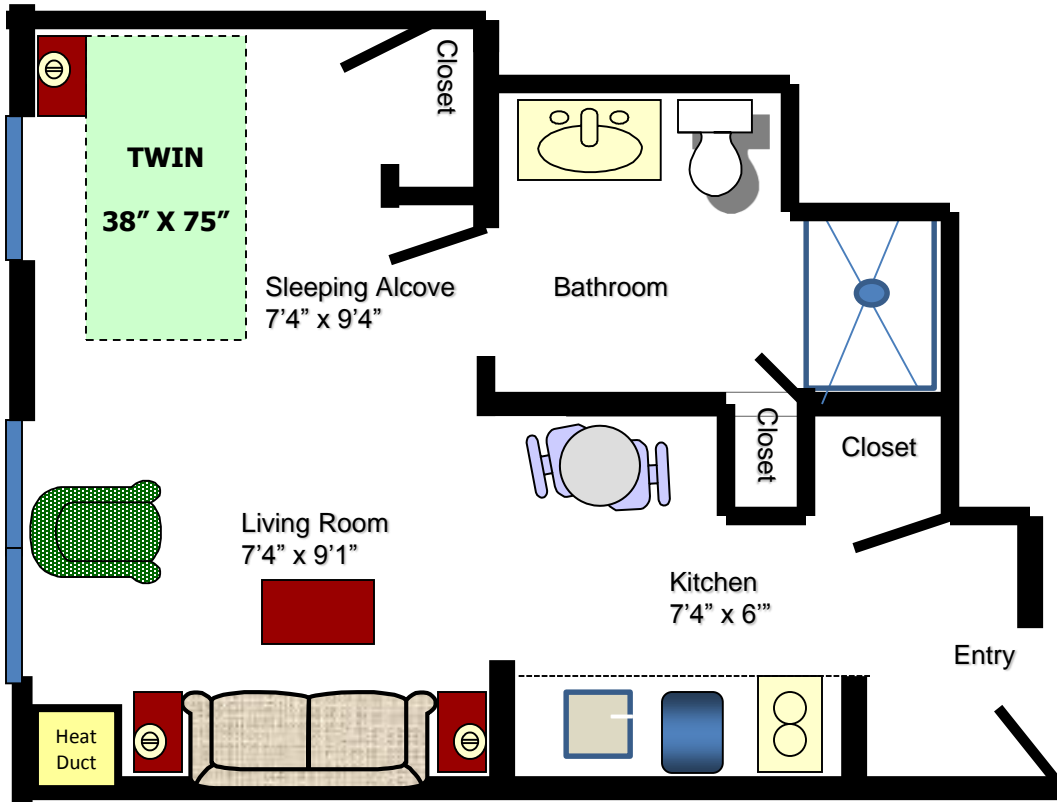 Closet
TWIN
38” X 75”
Sleeping Alcove
7’4” x 9’4”
Bathroom
Closet
Closet
Living Room
7’4” x 9’1”
Kitchen
7’4” x 6’”
Entry
Heat
Duct